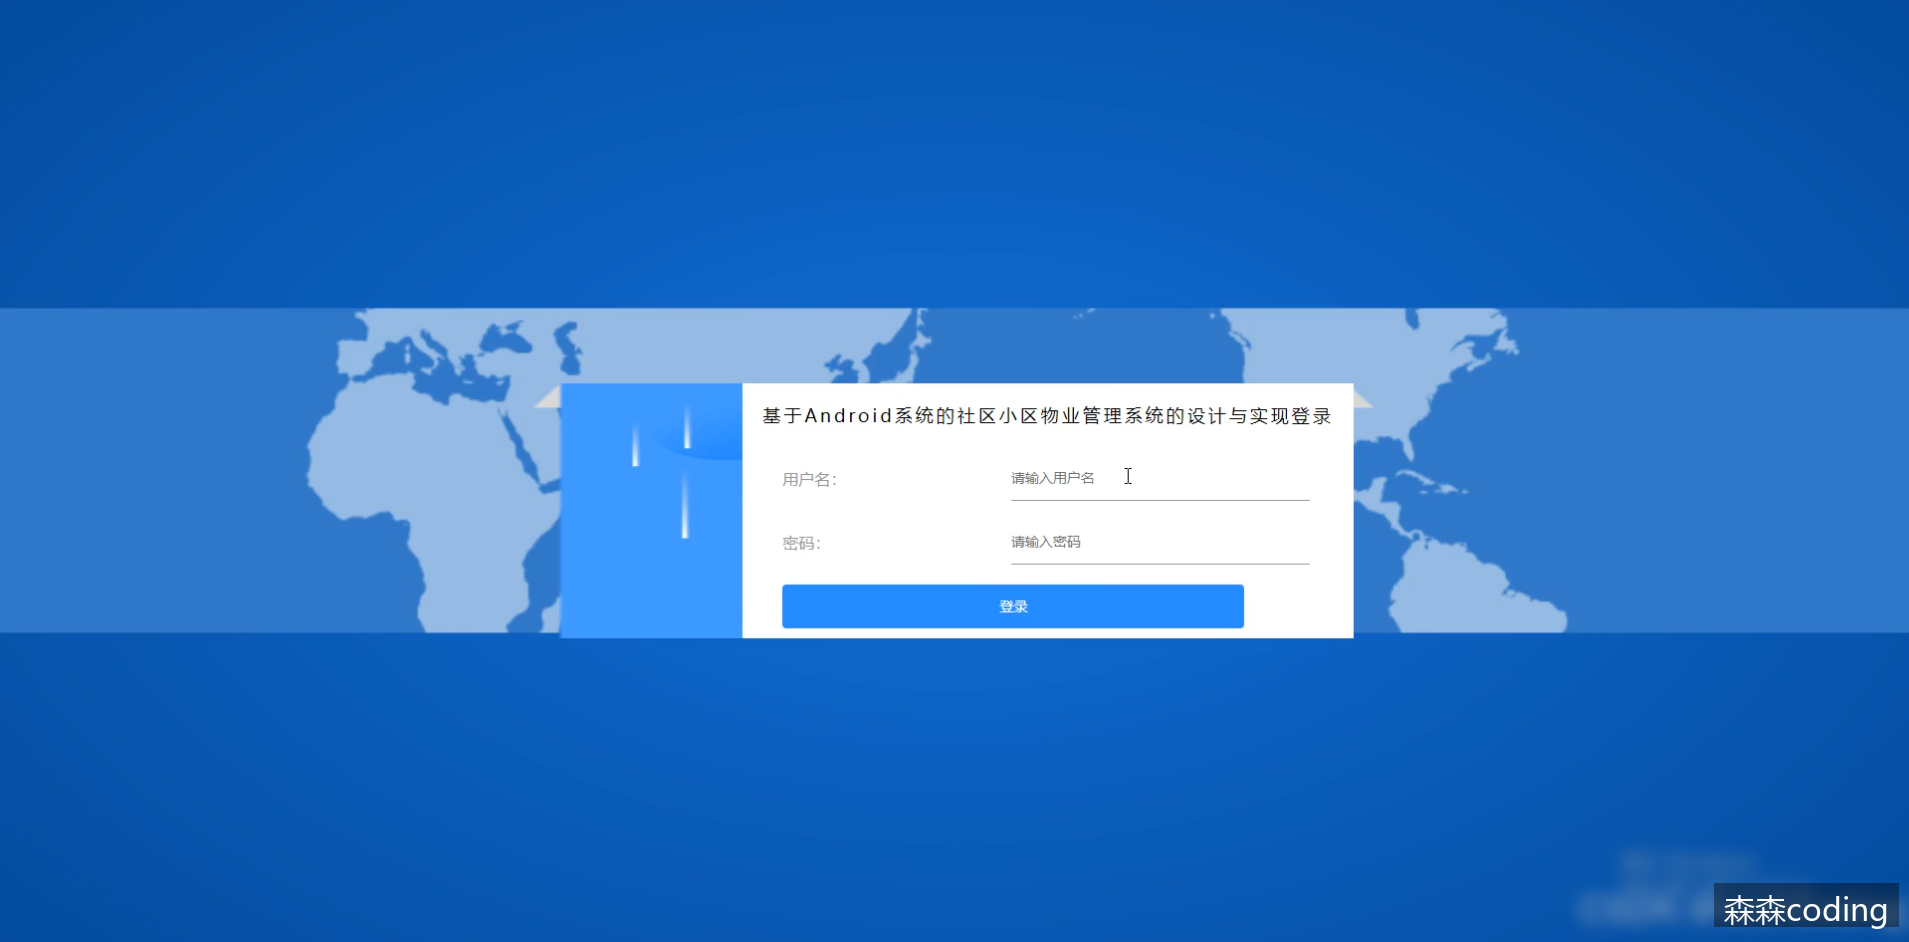 基于Android系统的社区小区物业管理系统的设计与实现登录
用户名：
请输入用户名
密码：
请输入密码
登录
森森coding